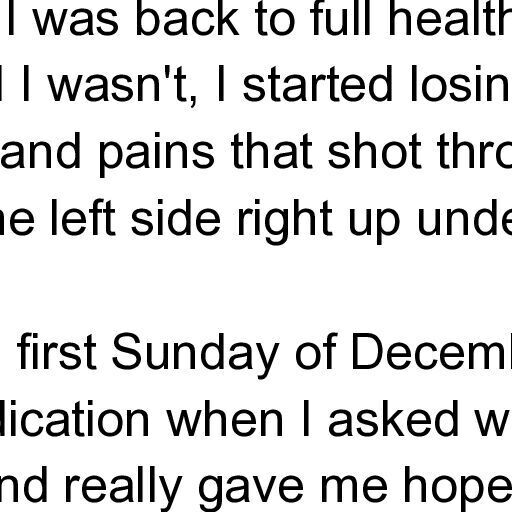 I was back to full health
I wasn't, I started losin
and pains that shot thro
he left side right up unde
first Sunday of Decem
dication when I asked w
nd really gave me hope